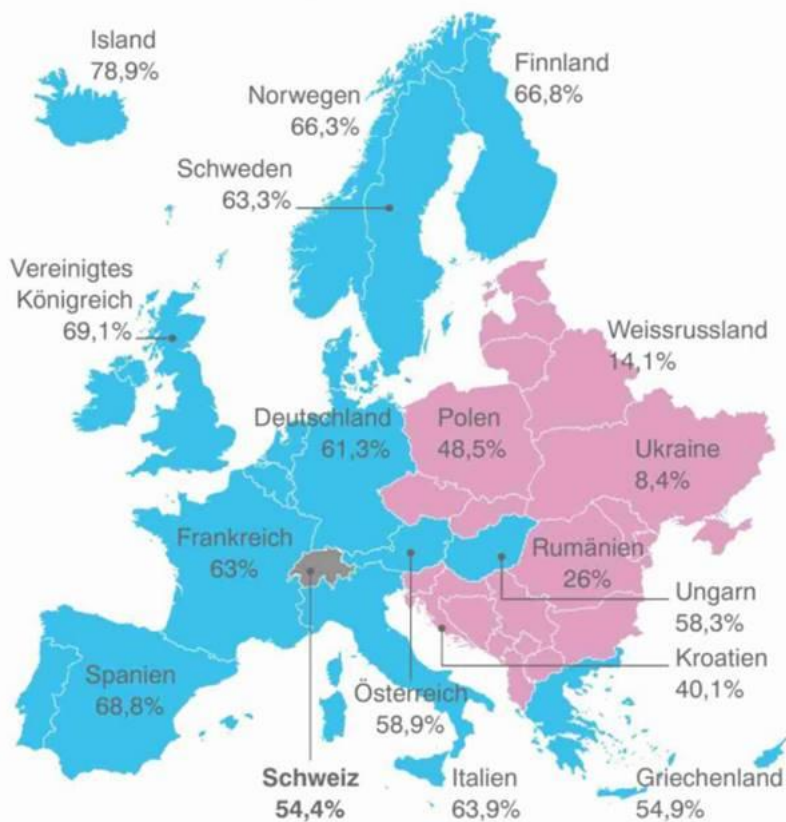 Island
78,9%
Finnland
66,8%
Norwegen
66,3%
Schweden
63,3%
Vereinigtes
Königreich
69,1%
Weissrussland
14,1%
Deutschland
61,3%
Polen
48,5%
Ukraine
8,4%
Frankreich
63%
Rumänien
26%
Ungarn
58,3%
Kroatien
40,1%
Spanien
68,8%
Österreich
58,9%
Schweiz
54,4%
Italien
63,9%
Griechenland
54,9%